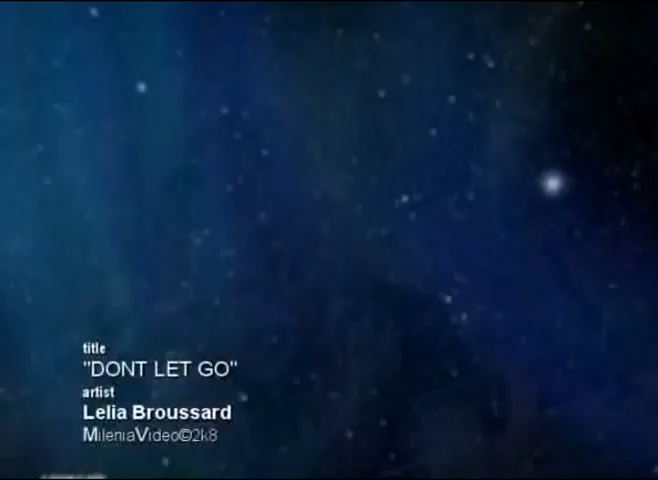 title
"DONT LET GO"
artist
Lelia Broussard
MileniaVideo©2k8